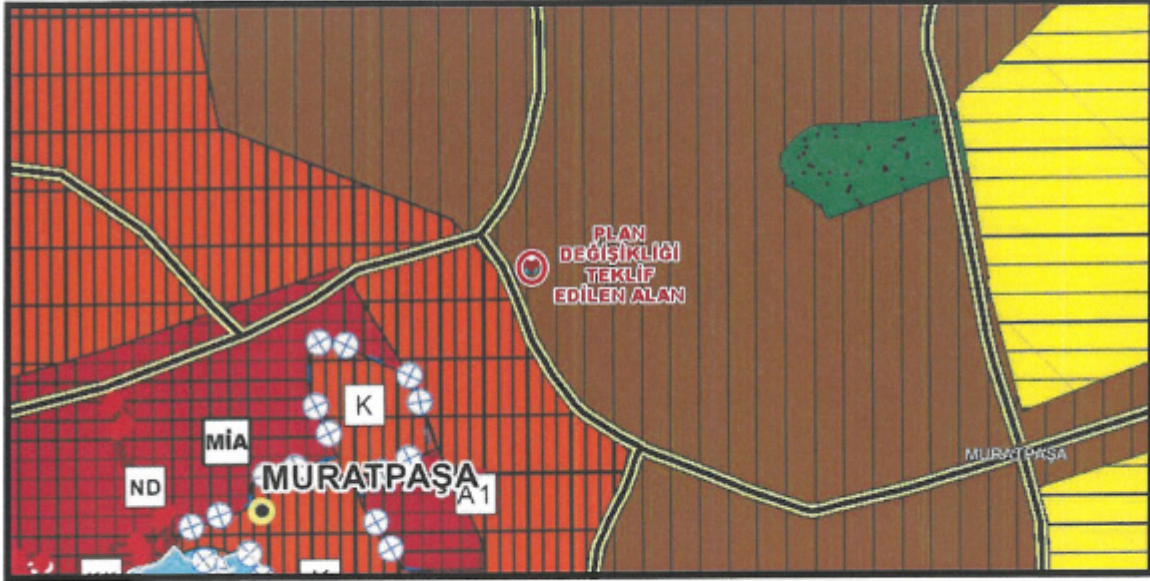 PLAN
DEĞİŞİKLİĞİ
TEKLİF
EDİLEN ALAN
K
MİA
MURATPAŞA
MURATPAŞA
ND
A1